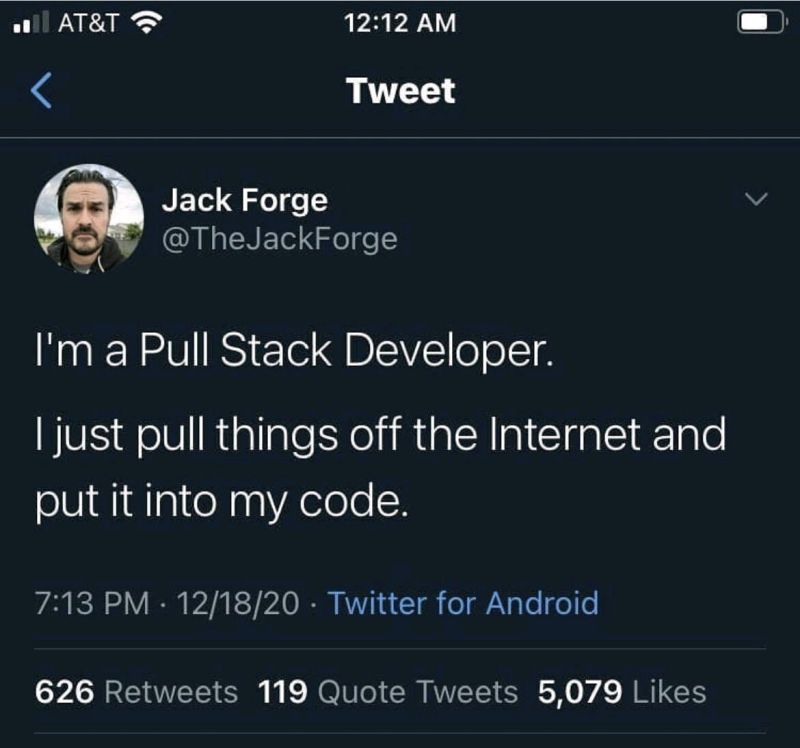 AT&T 12:12 AM
Tweet
Jack Forge
@TheJackForge
I'm a Pull Stack Developer.
I just pull things off the Internet and
put it into my code.
7:13 PM · 12/18/20 · Twitter for Android
626 Retweets 119 Quote Tweets 5,079 Likes